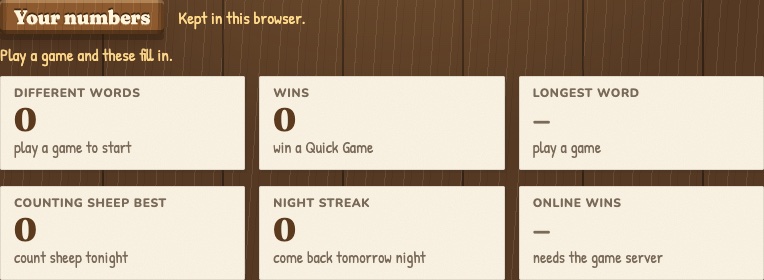 Your numbers Kept in this browser.
Play a game and these fill in.
DIFFERENT WORDS
0
play a game to start
WINS
0
win a Quick Game
LONGEST WORD
–
play a game
COUNTING SHEEP BEST
0
count sheep tonight
NIGHT STREAK
0
come back tomorrow night
ONLINE WINS
–
needs the game server